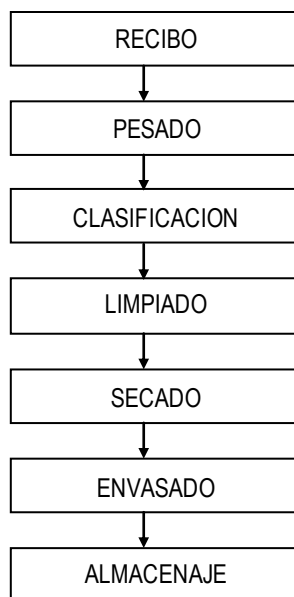 RECIBO
PESADO
CLASIFICACION
LIMPIADO
SECADO
ENVASADO
ALMACENAJE